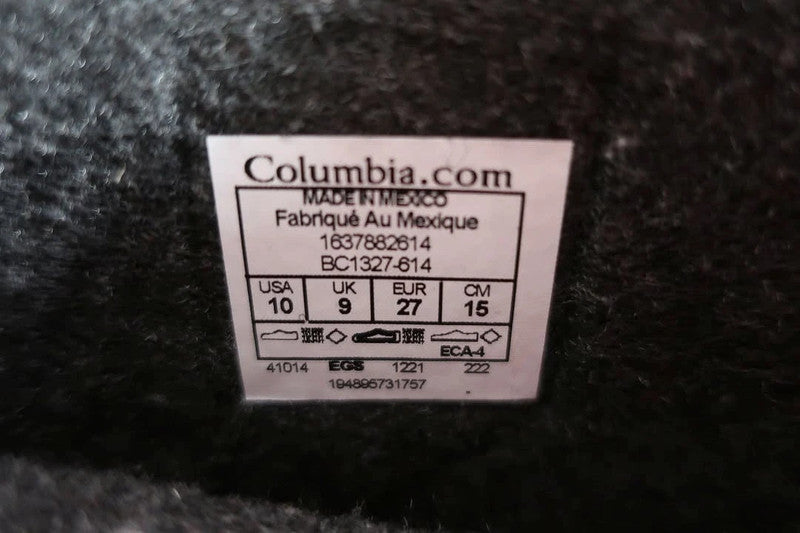 Columbia.com
MADE IN MEXICO
Fabriqué Au Mexique
1637882614
BC1327-614
USA UK EUR CM
10 9 27 15
ECA-4
41014 EGS 1221 222
194895731757